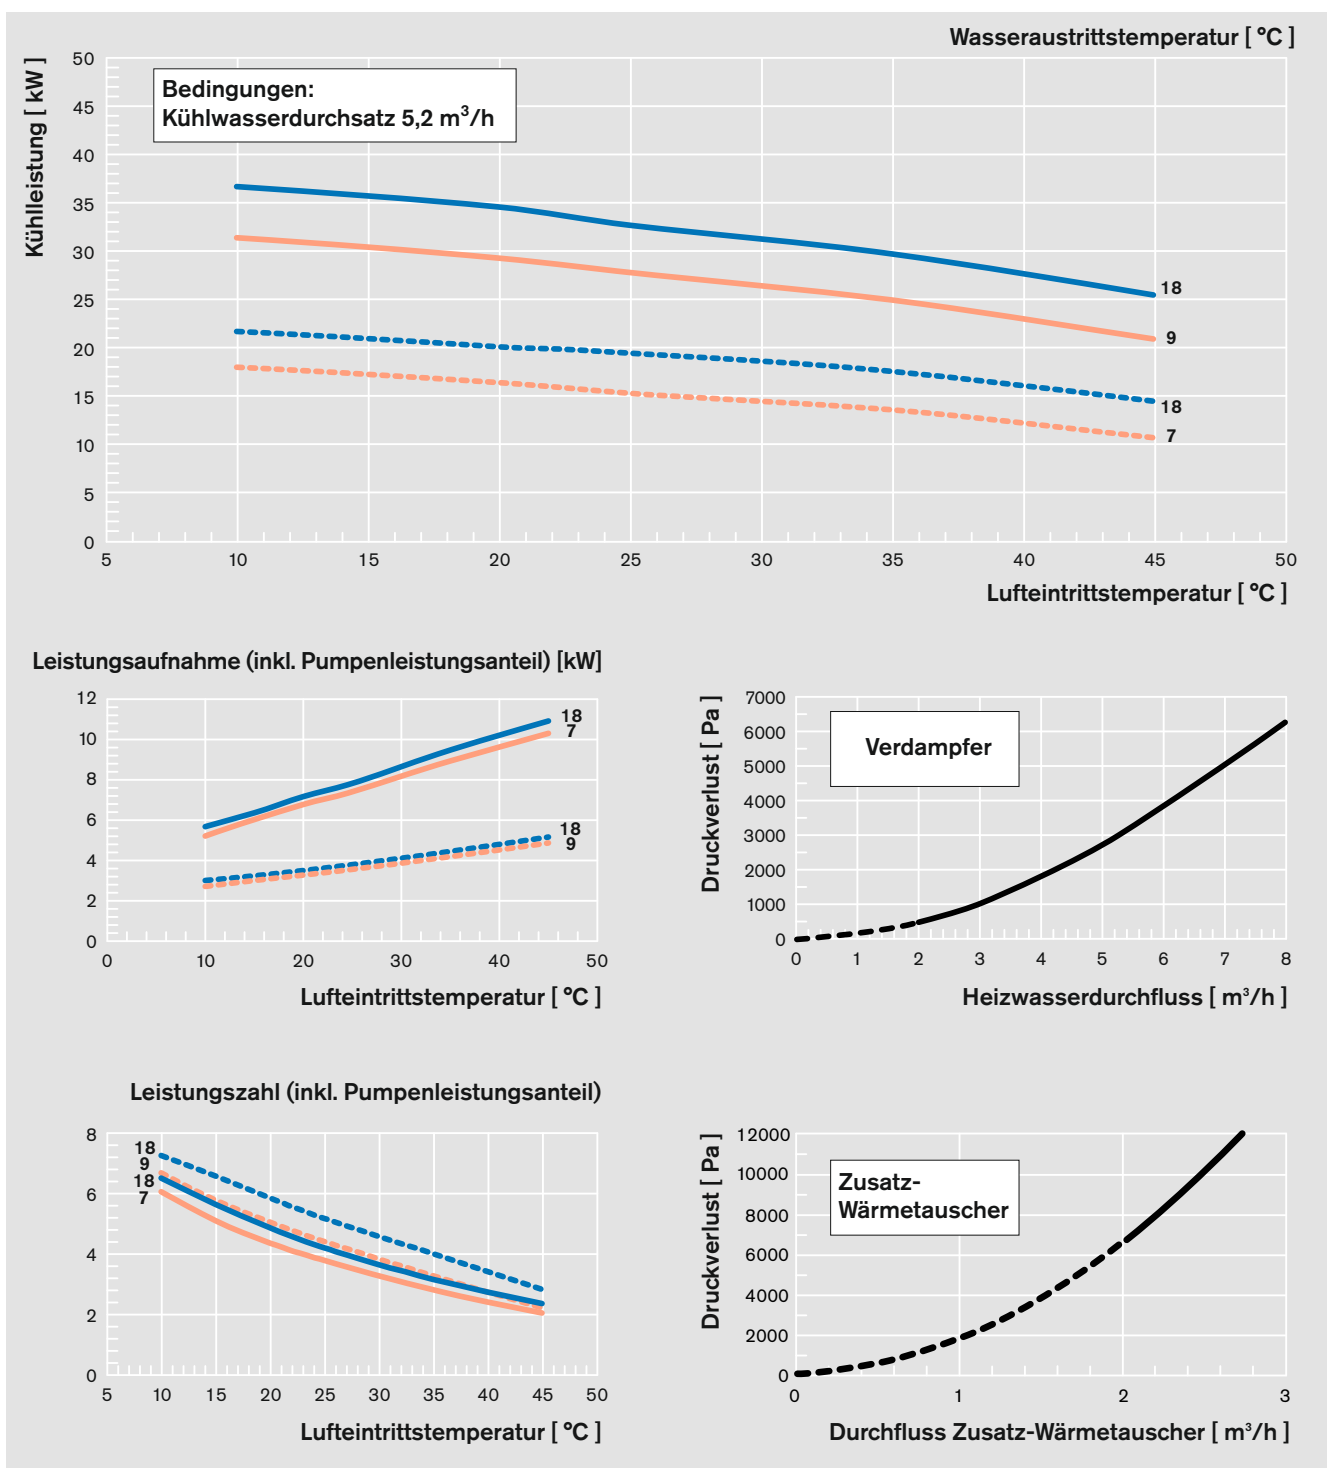 Wasseraustrittstemperatur [ °C ]
Kühlleistung [ kW ]
Bedingungen:
Kühlwasserdurchsatz 5,2 m³/h
50
45
40
35
30
25
20
15
10
5
0
18
9
18
7
5 10 15 20 25 30 35 40 45 50
Lufteintrittstemperatur [ °C ]
Leistungsaufnahme (inkl. Pumpenleistungsanteil) [kW]
12
10
8
6
4
2
0
18
7
18
9
0 10 20 30 40 50
Lufteintrittstemperatur [ °C ]
Druckverlust [ Pa ]
Verdampfer
7000
6000
5000
4000
3000
2000
1000
0
0 1 2 3 4 5 6 7 8
Heizwasserdurchfluss [ m³/h ]
Leistungszahl (inkl. Pumpenleistungsanteil)
8
6
4
2
0
18
9
18
7
5 10 15 20 25 30 35 40 45 50
Lufteintrittstemperatur [ °C ]
Druckverlust [ Pa ]
Zusatz-
Wärmetauscher
12000
10000
8000
6000
4000
2000
0
0 1 2 3
Durchfluss Zusatz-Wärmetauscher [ m³/h ]